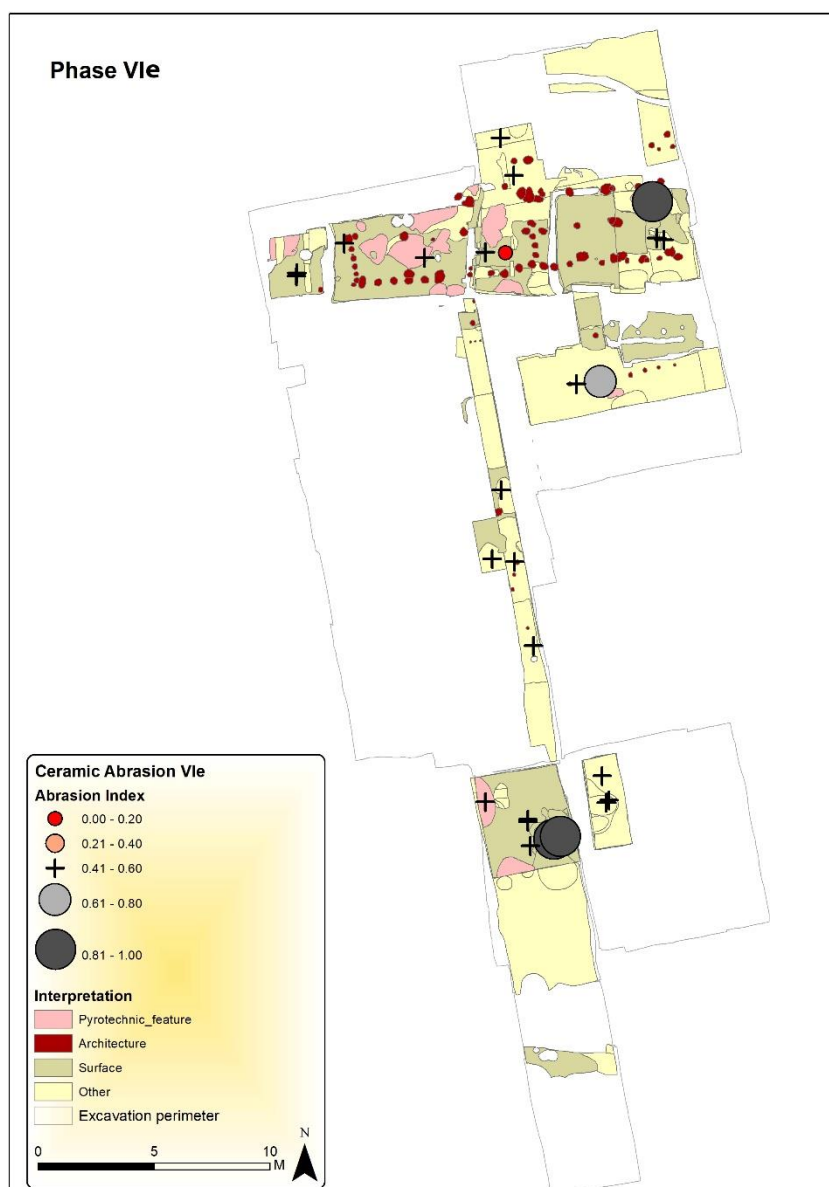 Phase VIe
Ceramic Abrasion VIe
Abrasion Index
0.00 - 0.20
0.21 - 0.40
0.41 - 0.60
0.61 - 0.80
0.81 - 1.00
Interpretation
Pyrotechnic_feature
Architecture
Surface
Other
Excavation perimeter
N
0 5 10
M